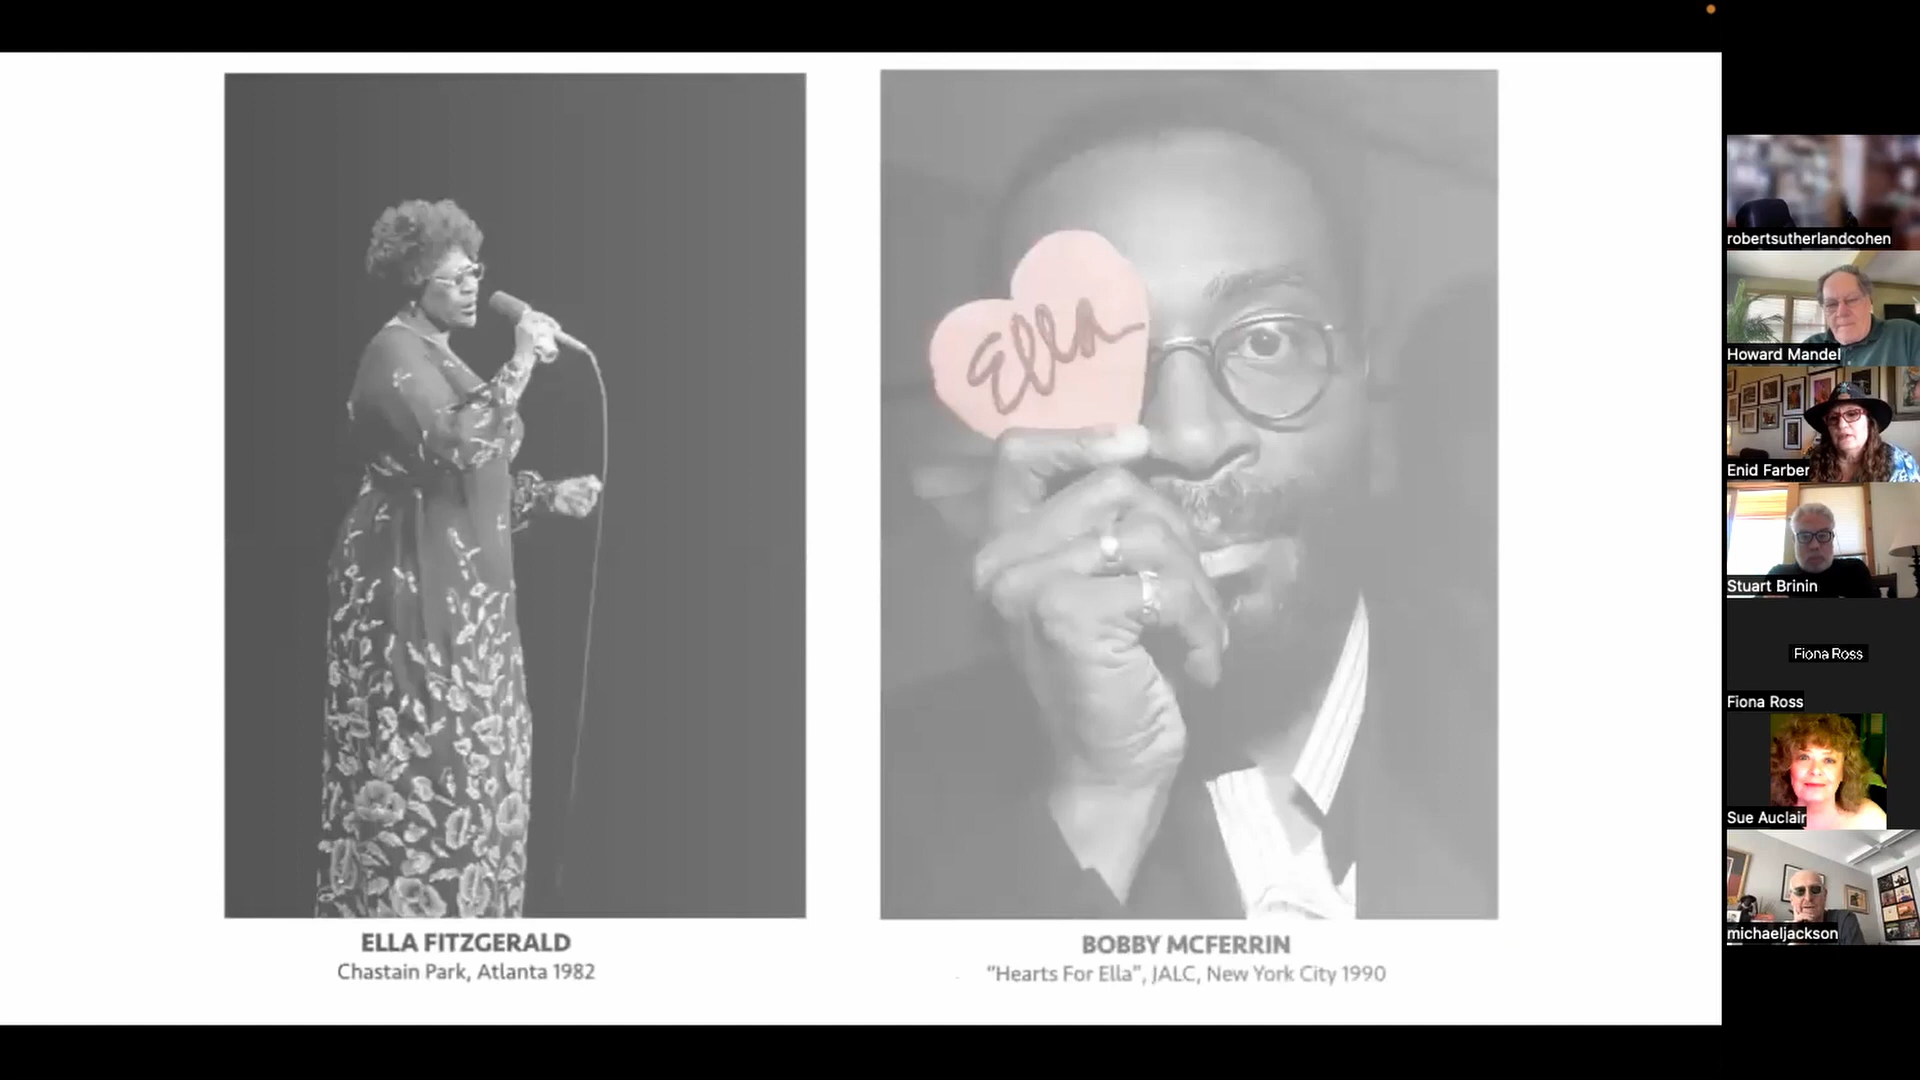 Ella
ELLA FITZGERALD
Chastain Park, Atlanta 1982
BOBBY MCFERRIN
"Hearts For Ella", JALC, New York City 1990
robertsutherlandcohen
Howard Mandel
Enid Farber
Stuart Brinin
Fiona Ross
Fiona Ross
Sue Auclair
michaeljackson